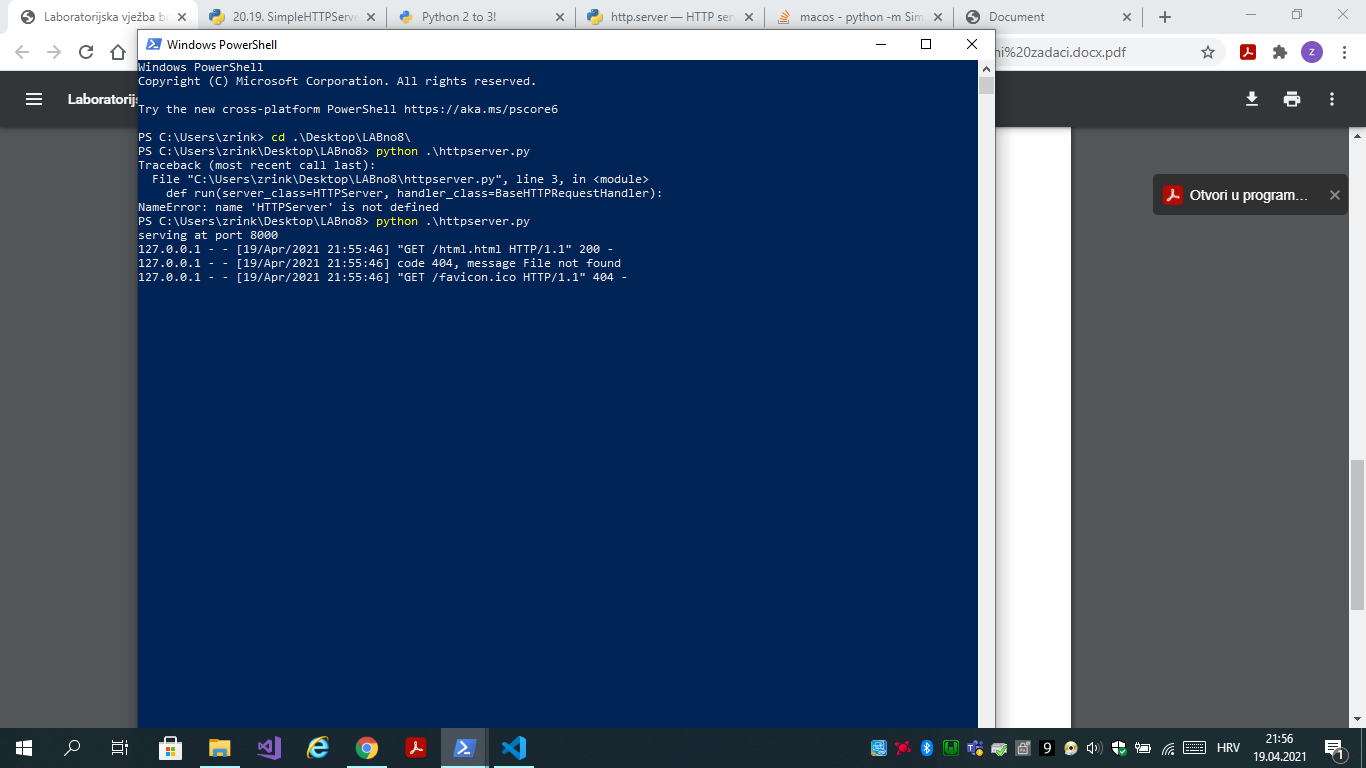 Laboratorijska vježba b
20.19. SimpleHTTPServ
Python 2 to 3!
http.server — HTTP ser
macos - python -m Sim
Document
ni%20zadaci.docx.pdf
Z
Laboratorijs
Otvori u program...
Windows PowerShell
Windows PowerShell
Copyright (C) Microsoft Corporation. All rights reserved.
Try the new cross-platform PowerShell https://aka.ms/pscore6
PS C:\Users\zrink> cd .\Desktop\LABno8\
PS C:\Users\zrink\Desktop\LABno8> python .\httpserver.py
Traceback (most recent call last):
File "C:\Users\zrink\Desktop\LABno8\httpserver.py", line 3, in <module>
def run(server_class=HTTPServer, handler_class=BaseHTTPRequestHandler):
NameError: name 'HTTPServer' is not defined
PS C:\Users\zrink\Desktop\LABno8> python .\httpserver.py
serving at port 8000
127.0.0.1 - - [19/Apr/2021 21:55:46] "GET /html.html HTTP/1.1" 200 -
127.0.0.1 - - [19/Apr/2021 21:55:46] code 404, message File not found
127.0.0.1 - - [19/Apr/2021 21:55:46] "GET /favicon.ico HTTP/1.1" 404 -
9
HRV
21:56
19.04.2021
1